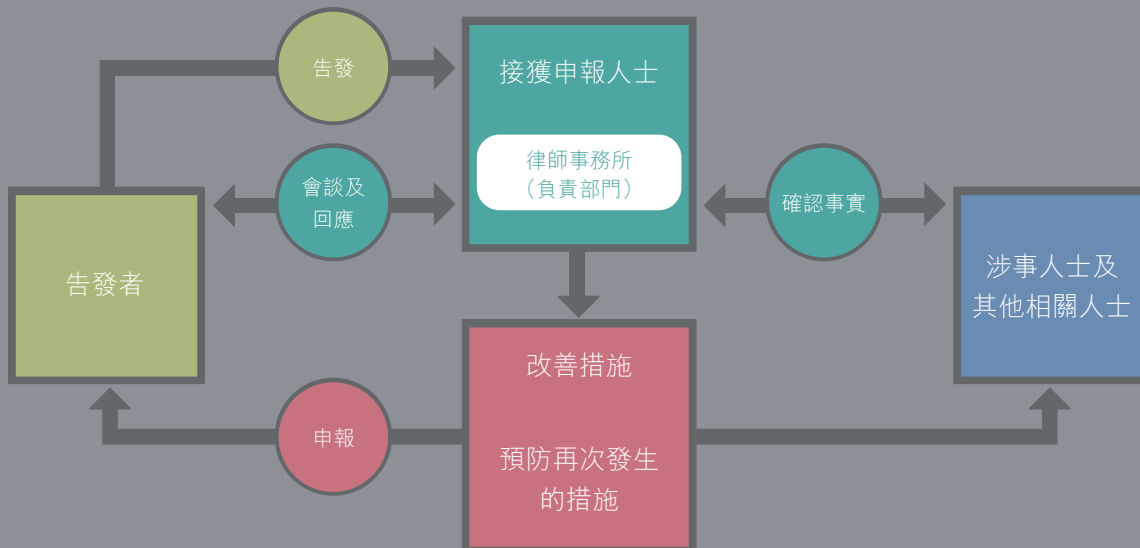 告發
接獲申報人士
律師事務所
（負責部門）
會談及
回應
確認事實
告發者
涉事人士及
其他相關人士
改善措施
申報
預防再次發生
的措施